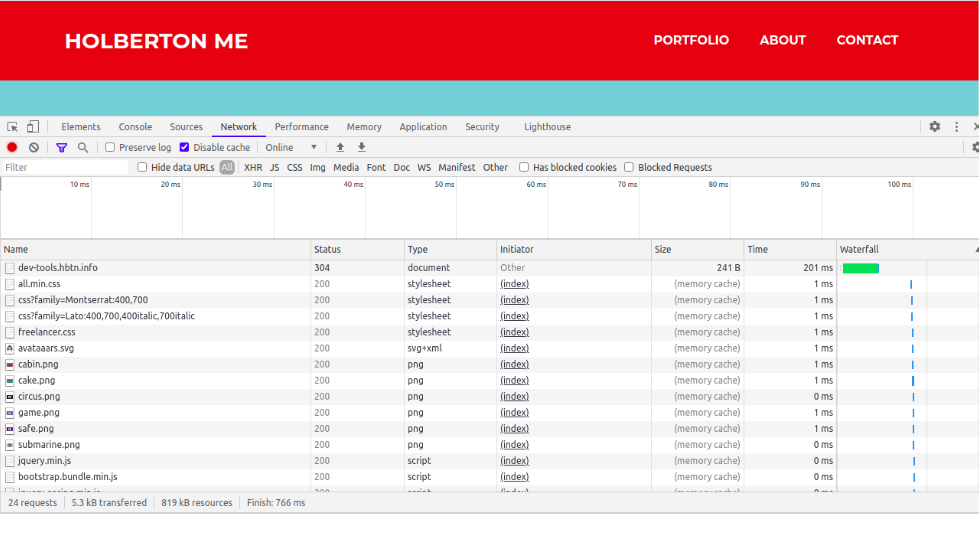 HOLBERTON ME PORTFOLIO ABOUT CONTACT
Elements Console Sources Network Performance Memory Application Security Lighthouse
Preserve log Disable cache Online
Filter Hide data URLs All XHR JS CSS Img Media Font Doc WS Manifest Other Has blocked cookies Blocked Requests
10 ms 20 ms 30 ms 40 ms 50 ms 60 ms 70 ms 80 ms 90 ms 100 ms
Name Status Type Initiator Size Time Waterfall
dev-tools.hbtn.info 304 document Other 241 B 201 ms
all.min.css 200 stylesheet (index) (memory cache) 1 ms
css?family=Montserrat:400,700 200 stylesheet (index) (memory cache) 1 ms
css?family=Lato:400,700,400italic,700italic 200 stylesheet (index) (memory cache) 1 ms
freelancer.css 200 stylesheet (index) (memory cache) 1 ms
avataaars.svg 200 svg+xml (index) (memory cache) 1 ms
cabin.png 200 png (index) (memory cache) 1 ms
cake.png 200 png (index) (memory cache) 1 ms
circus.png 200 png (index) (memory cache) 0 ms
game.png 200 png (index) (memory cache) 1 ms
safe.png 200 png (index) (memory cache) 1 ms
submarine.png 200 png (index) (memory cache) 0 ms
jquery.min.js 200 script (index) (memory cache) 0 ms
bootstrap.bundle.min.js 200 script (index) (memory cache) 0 ms
24 requests 5.3 kB transferred 819 kB resources Finish: 766 ms